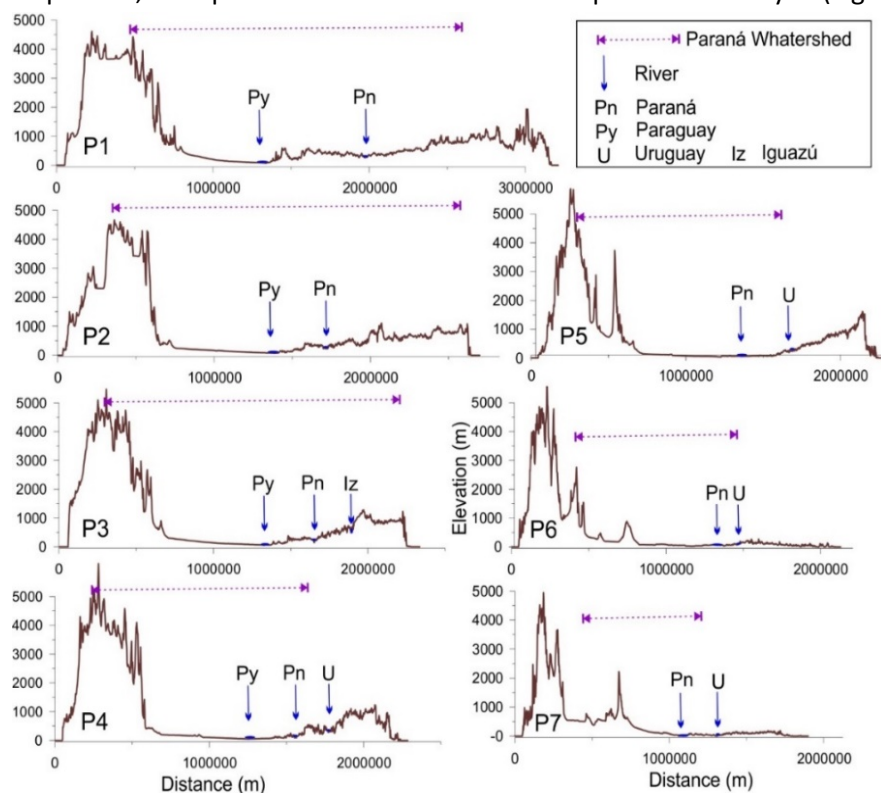 Paraná Whatershed
River
Pn Paraná
Py Paraguay
U Uruguay Iz Iguazú
5000
4000
3000
2000
1000
0
Py
Pn
P1
0 1000000 2000000 3000000
5000
4000
3000
2000
1000
0
Py
Pn
P2
0 1000000 2000000
5000
4000
3000
2000
1000
0
Pn
U
P5
0 1000000 2000000
5000
4000
3000
2000
1000
0
Py
Pn
Iz
P3
0 1000000 2000000
Elevation (m)
5000
4000
3000
2000
1000
0
Pn
U
P6
0 1000000 2000000
5000
4000
3000
2000
1000
0
Py
Pn
U
P4
0 1000000 2000000
Distance (m)
5000
4000
3000
2000
1000
-0
Pn
U
P7
0 1000000 2000000
Distance (m)